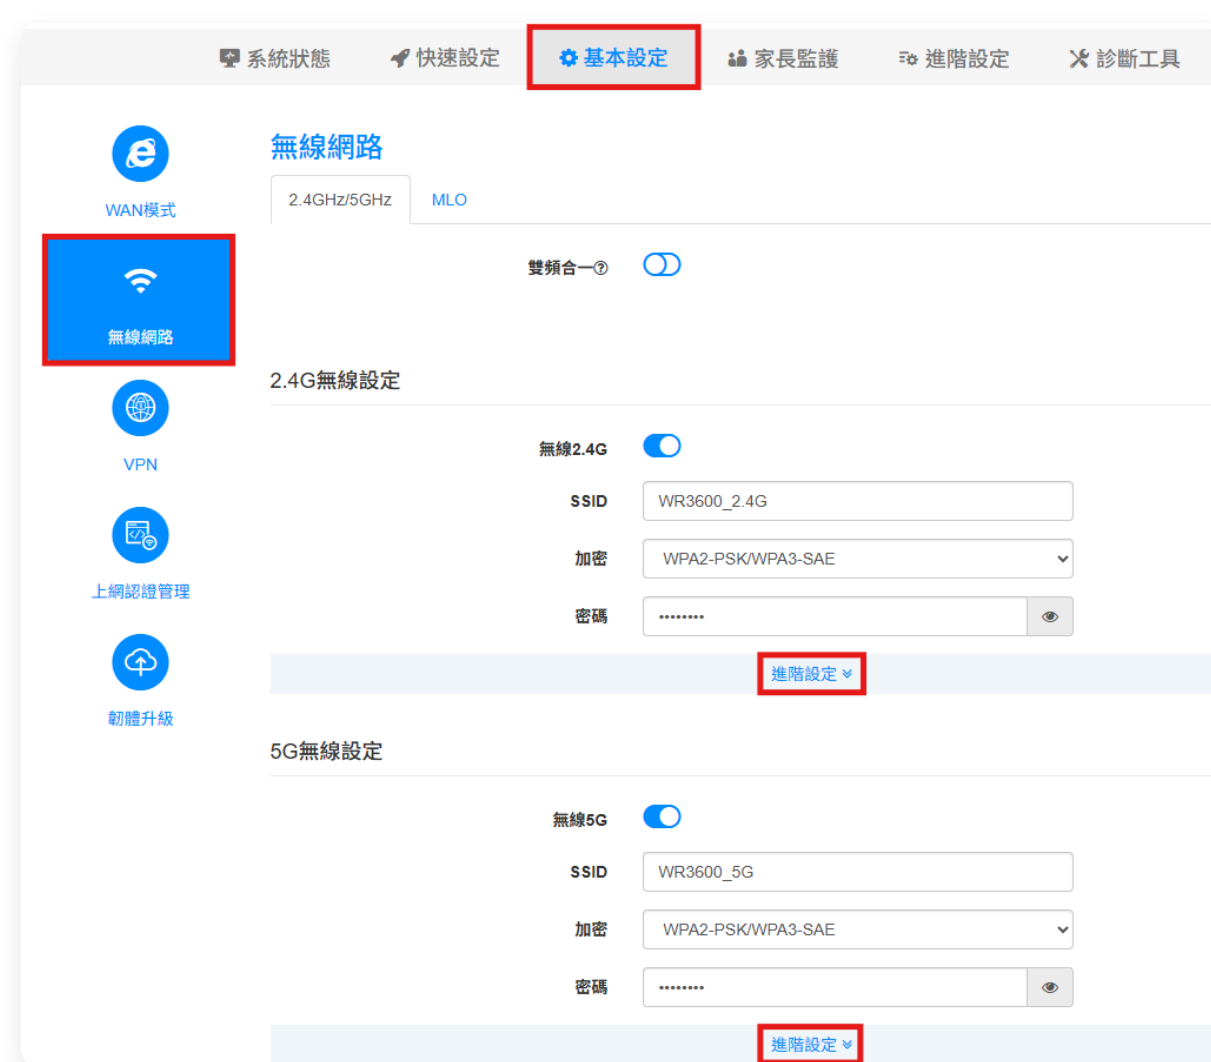 系統狀態 快速設定 基本設定 家長監護 進階設定 診斷工具
WAN模式
無線網路
VPN
上網認證管理
韌體升級
無線網路
2.4GHz/5GHz MLO
雙頻合一?
2.4G無線設定
無線2.4G
SSID WR3600_2.4G
加密 WPA2-PSK/WPA3-SAE
密碼 ••••••••
進階設定
5G無線設定
無線5G
SSID WR3600_5G
加密 WPA2-PSK/WPA3-SAE
密碼 ••••••••
進階設定